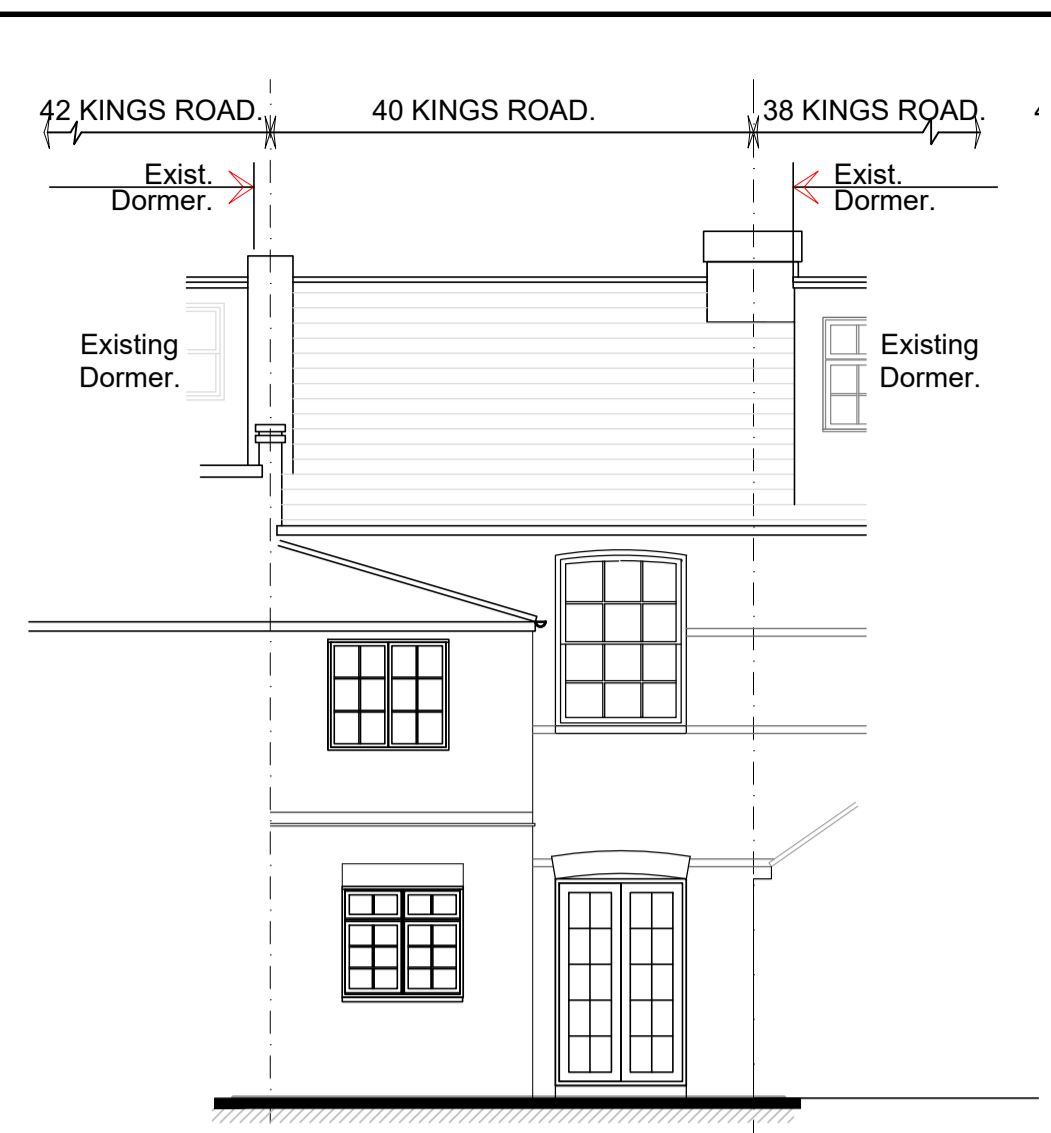 42 KINGS ROAD.
40 KINGS ROAD.
38 KINGS ROAD.
Exist.
Dormer.
Exist.
Dormer.
Existing
Dormer.
Existing
Dormer.